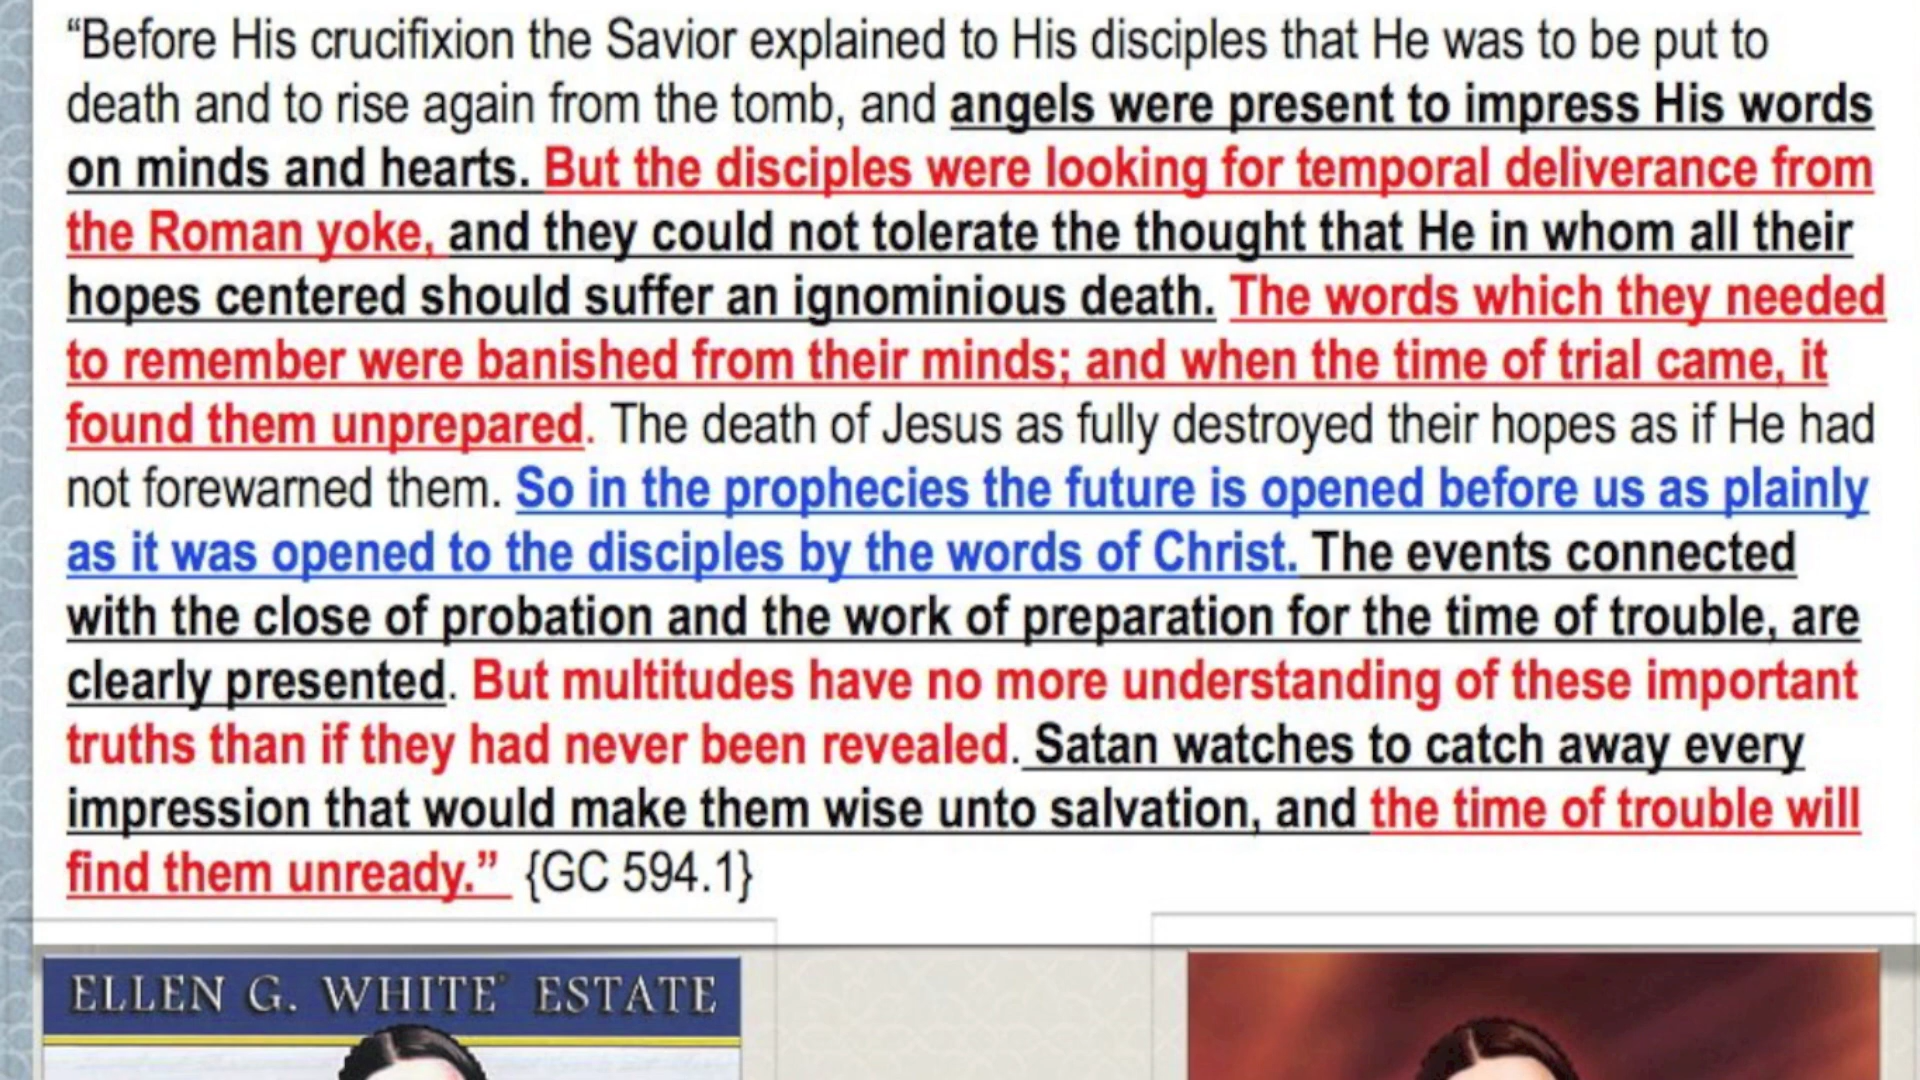 “Before His crucifixion the Savior explained to His disciples that He was to be put to
death and to rise again from the tomb, and angels were present to impress His words
on minds and hearts. But the disciples were looking for temporal deliverance from
the Roman yoke, and they could not tolerate the thought that He in whom all their
hopes centered should suffer an ignominious death. The words which they needed
to remember were banished from their minds; and when the time of trial came, it
found them unprepared. The death of Jesus as fully destroyed their hopes as if He had
not forewarned them. So in the prophecies the future is opened before us as plainly
as it was opened to the disciples by the words of Christ. The events connected
with the close of probation and the work of preparation for the time of trouble, are
clearly presented. But multitudes have no more understanding of these important
truths than if they had never been revealed. Satan watches to catch away every
impression that would make them wise unto salvation, and the time of trouble will
find them unready.” {GC 594.1}
ELLEN G. WHITE® ESTATE